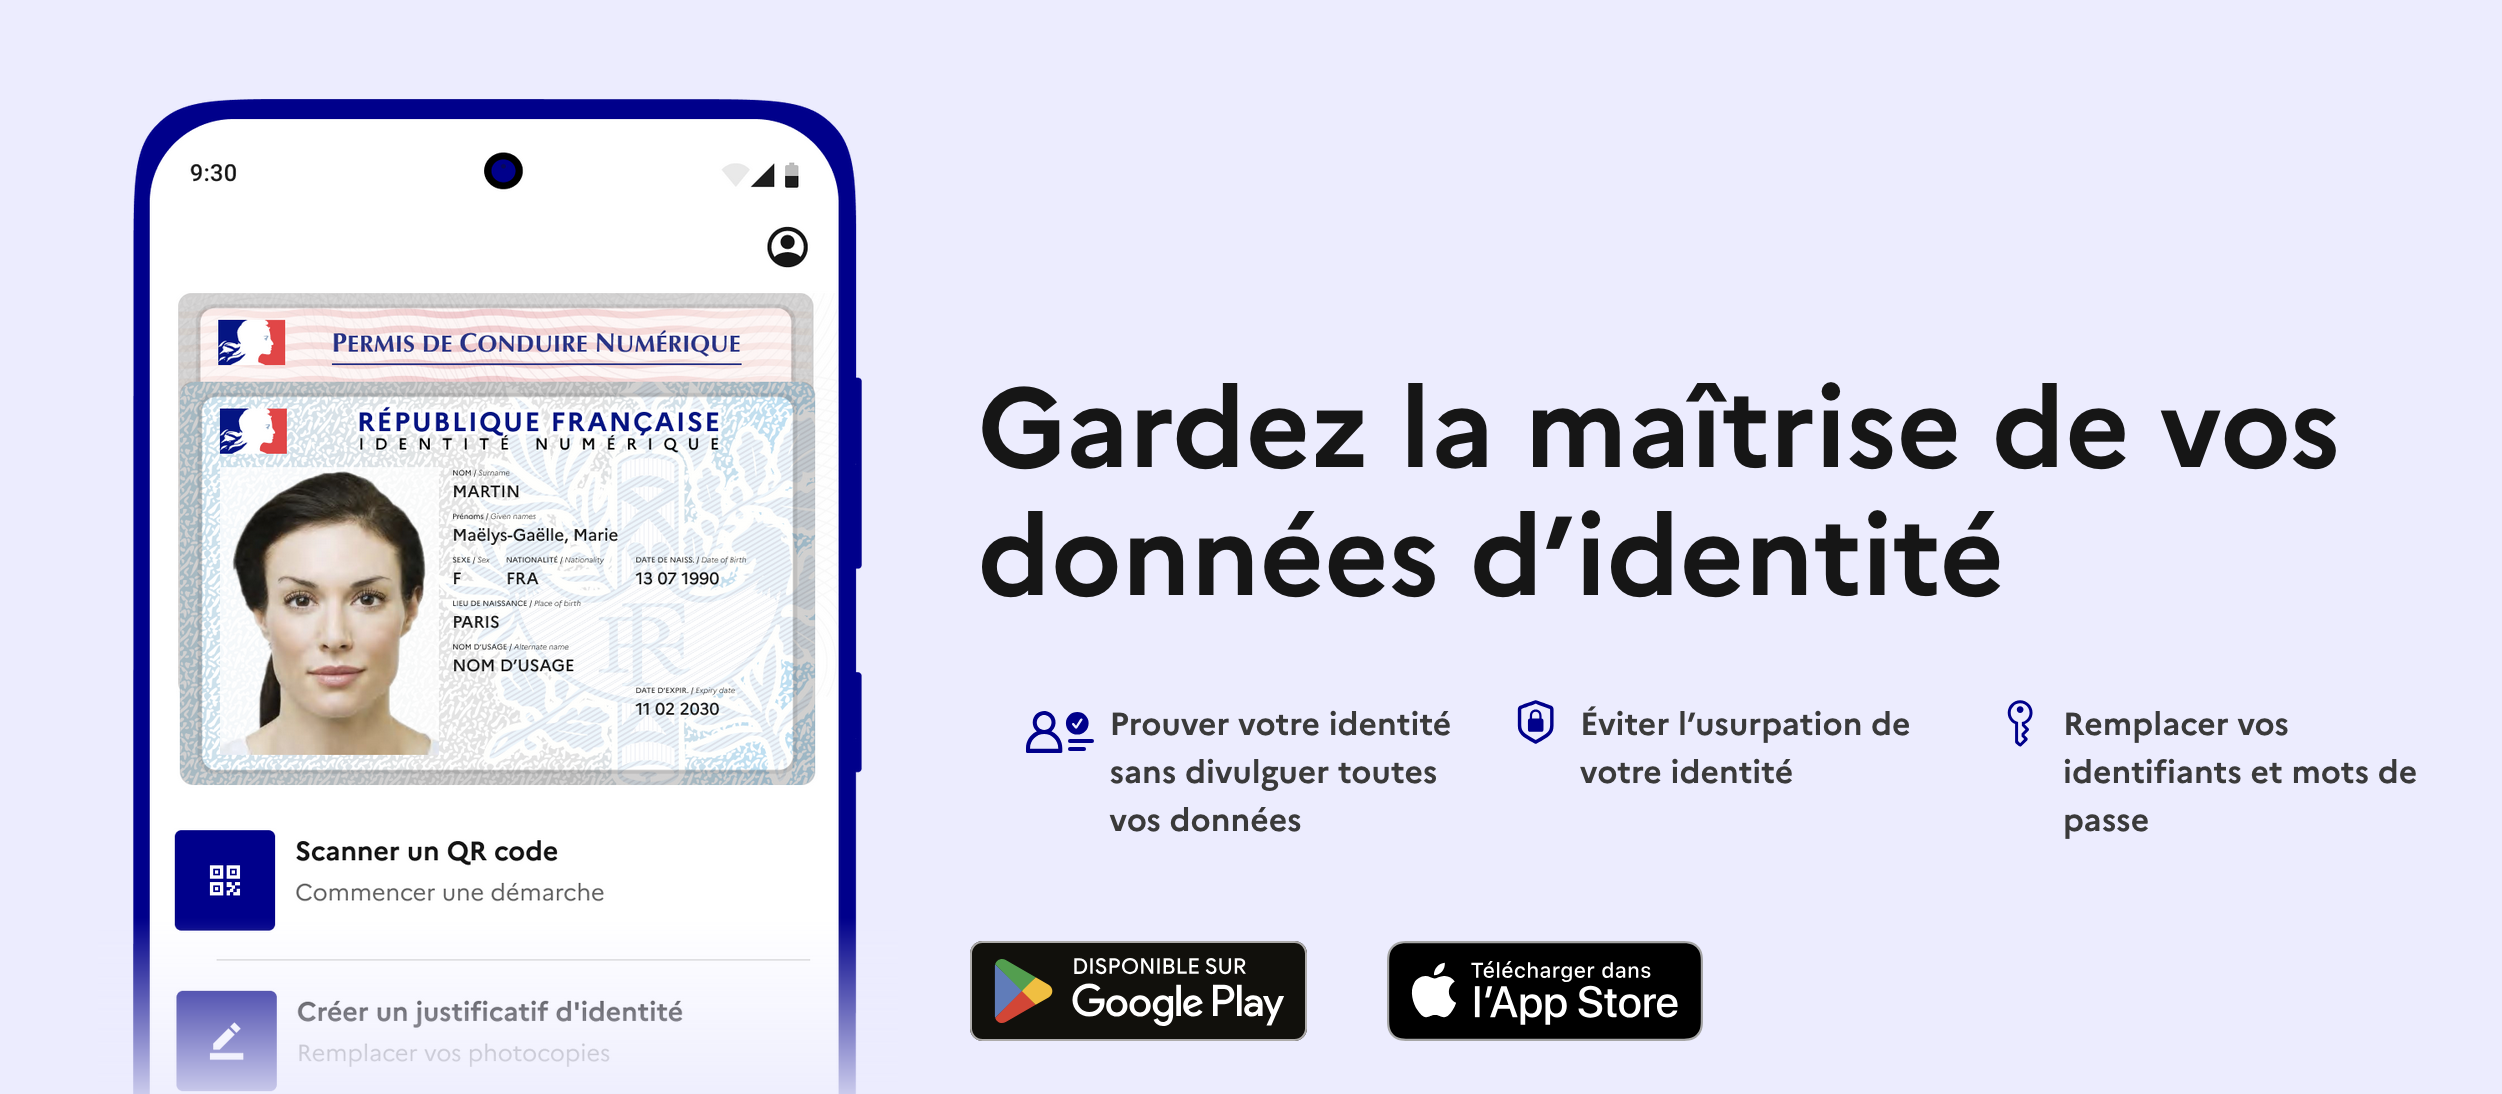 9:30
PERMIS DE CONDUIRE NUMÉRIQUE
RÉPUBLIQUE FRANÇAISE
IDENTITÉ NUMÉRIQUE
NOM / Surname
MARTIN
Prénoms / Given names
Maëlys-Gaëlle, Marie
SEXE / Sex NATIONALITÉ / Nationality DATE DE NAISS. / Date of Birth
F FRA 13 07 1990
LIEU DE NAISSANCE / Place of birth
PARIS
NOM D'USAGE / Alternate name
NOM D'USAGE
DATE D'EXPIR. / Expiry date
11 02 2030
RF
Scanner un QR code
Commencer une démarche
Créer un justificatif d'identité
Remplacer vos photocopies
Gardez la maîtrise de vos
données d’identité
Prouver votre identité
sans divulguer toutes
vos données
Éviter l’usurpation de
votre identité
Remplacer vos
identifiants et mots de
passe
DISPONIBLE SUR
Google Play
Télécharger dans
l’App Store